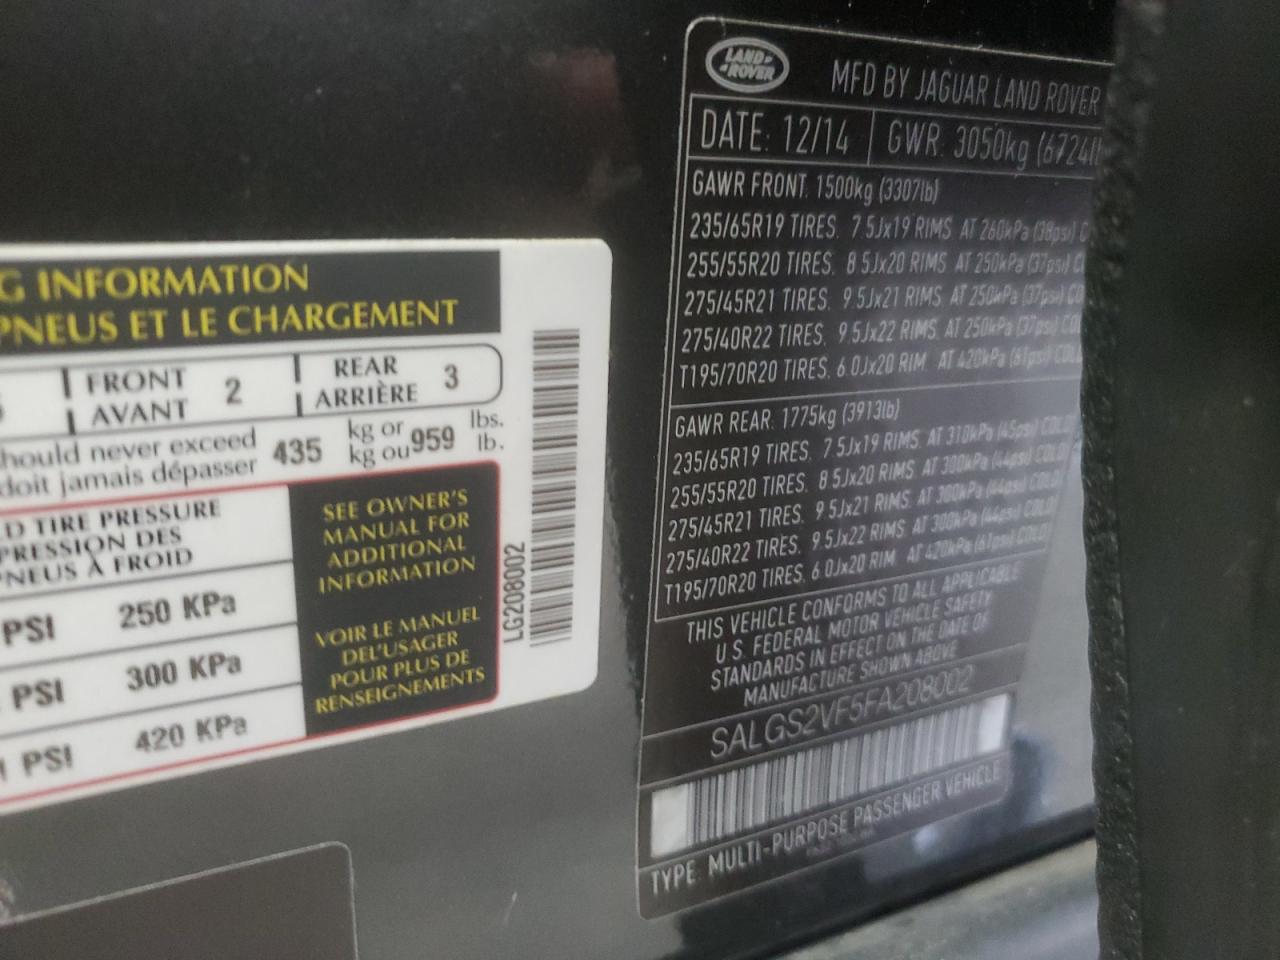 G INFORMATION
PNEUS ET LE CHARGEMENT
FRONT
AVANT 2
REAR
ARRIÈRE 3
hould never exceed
doit jamais dépasser
435 kg or
kg ou 959 lbs.
lb.
D TIRE PRESSURE
PRESSION DES
PNEUS À FROID
PSI 250 KPa
PSI 300 KPa
PSI 420 KPa
SEE OWNER'S
MANUAL FOR
ADDITIONAL
INFORMATION
VOIR LE MANUEL
DEL'USAGER
POUR PLUS DE
RENSEIGNEMENTS
LG208002
LAND
ROVER
MFD BY JAGUAR LAND ROVER
DATE: 12/14 GWR: 3050kg (6724lb
GAWR FRONT: 1500kg (3307lb)
235/65R19 TIRES, 7.5Jx19 RIMS AT 260kPa (38psi) C
255/55R20 TIRES, 8.5Jx20 RIMS AT 250kPa (37psi) C
275/45R21 TIRES, 9.5Jx21 RIMS AT 250kPa (37psi) CO
275/40R22 TIRES, 9.5Jx22 RIMS AT 250kPa (37psi) COL
T195/70R20 TIRES, 6.0Jx20 RIM AT 420kPa (61psi) COLD
GAWR REAR: 1775kg (3913lb)
235/65R19 TIRES, 7.5Jx19 RIMS AT 310kPa (45psi) COLD
255/55R20 TIRES, 8.5Jx20 RIMS AT 300kPa (44psi) COLD
275/45R21 TIRES, 9.5Jx21 RIMS AT 300kPa (44psi) COLD
275/40R22 TIRES, 9.5Jx22 RIMS AT 300kPa (44psi) COLD
T195/70R20 TIRES, 6.0Jx20 RIM AT 420kPa (61psi) COLD
THIS VEHICLE CONFORMS TO ALL APPLICABLE
U.S. FEDERAL MOTOR VEHICLE SAFETY
STANDARDS IN EFFECT ON THE DATE OF
MANUFACTURE SHOWN ABOVE
SALGS2VF5FA208002
TYPE: MULTI-PURPOSE PASSENGER VEHICLE